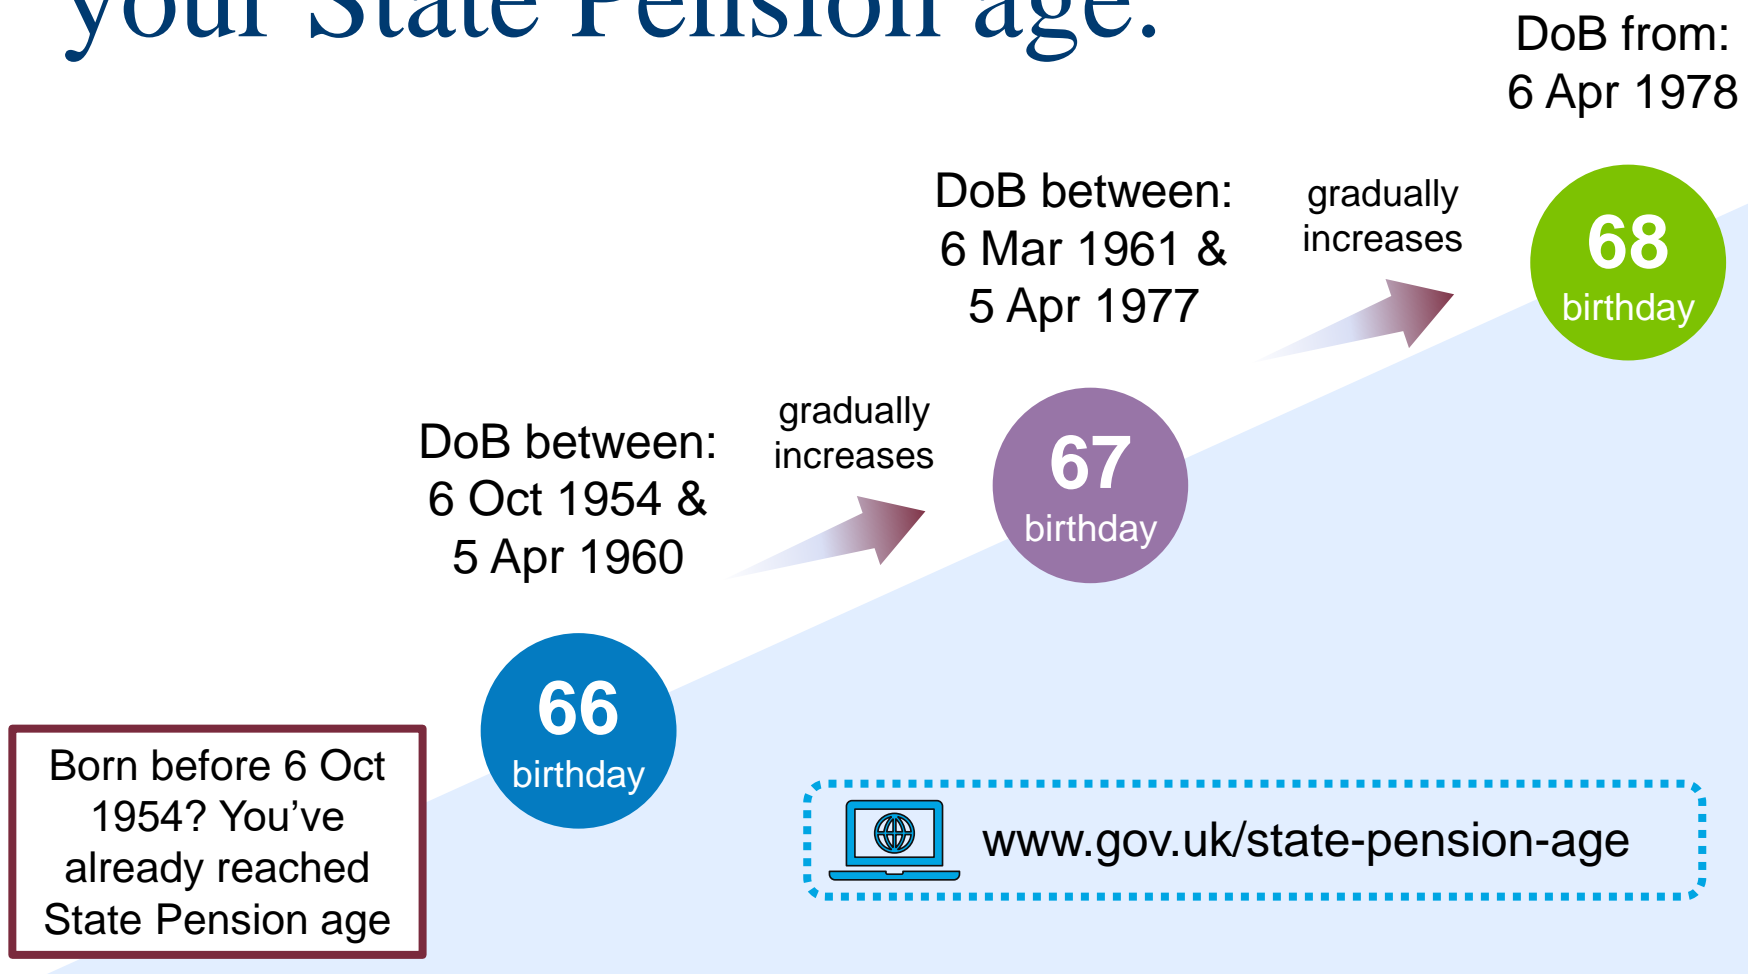 your State Pension age.
DoB from:
6 Apr 1978
DoB between:
6 Mar 1961 &
5 Apr 1977
gradually
increases
68
birthday
DoB between:
6 Oct 1954 &
5 Apr 1960
gradually
increases
67
birthday
66
birthday
Born before 6 Oct
1954? You’ve
already reached
State Pension age
www.gov.uk/state-pension-age